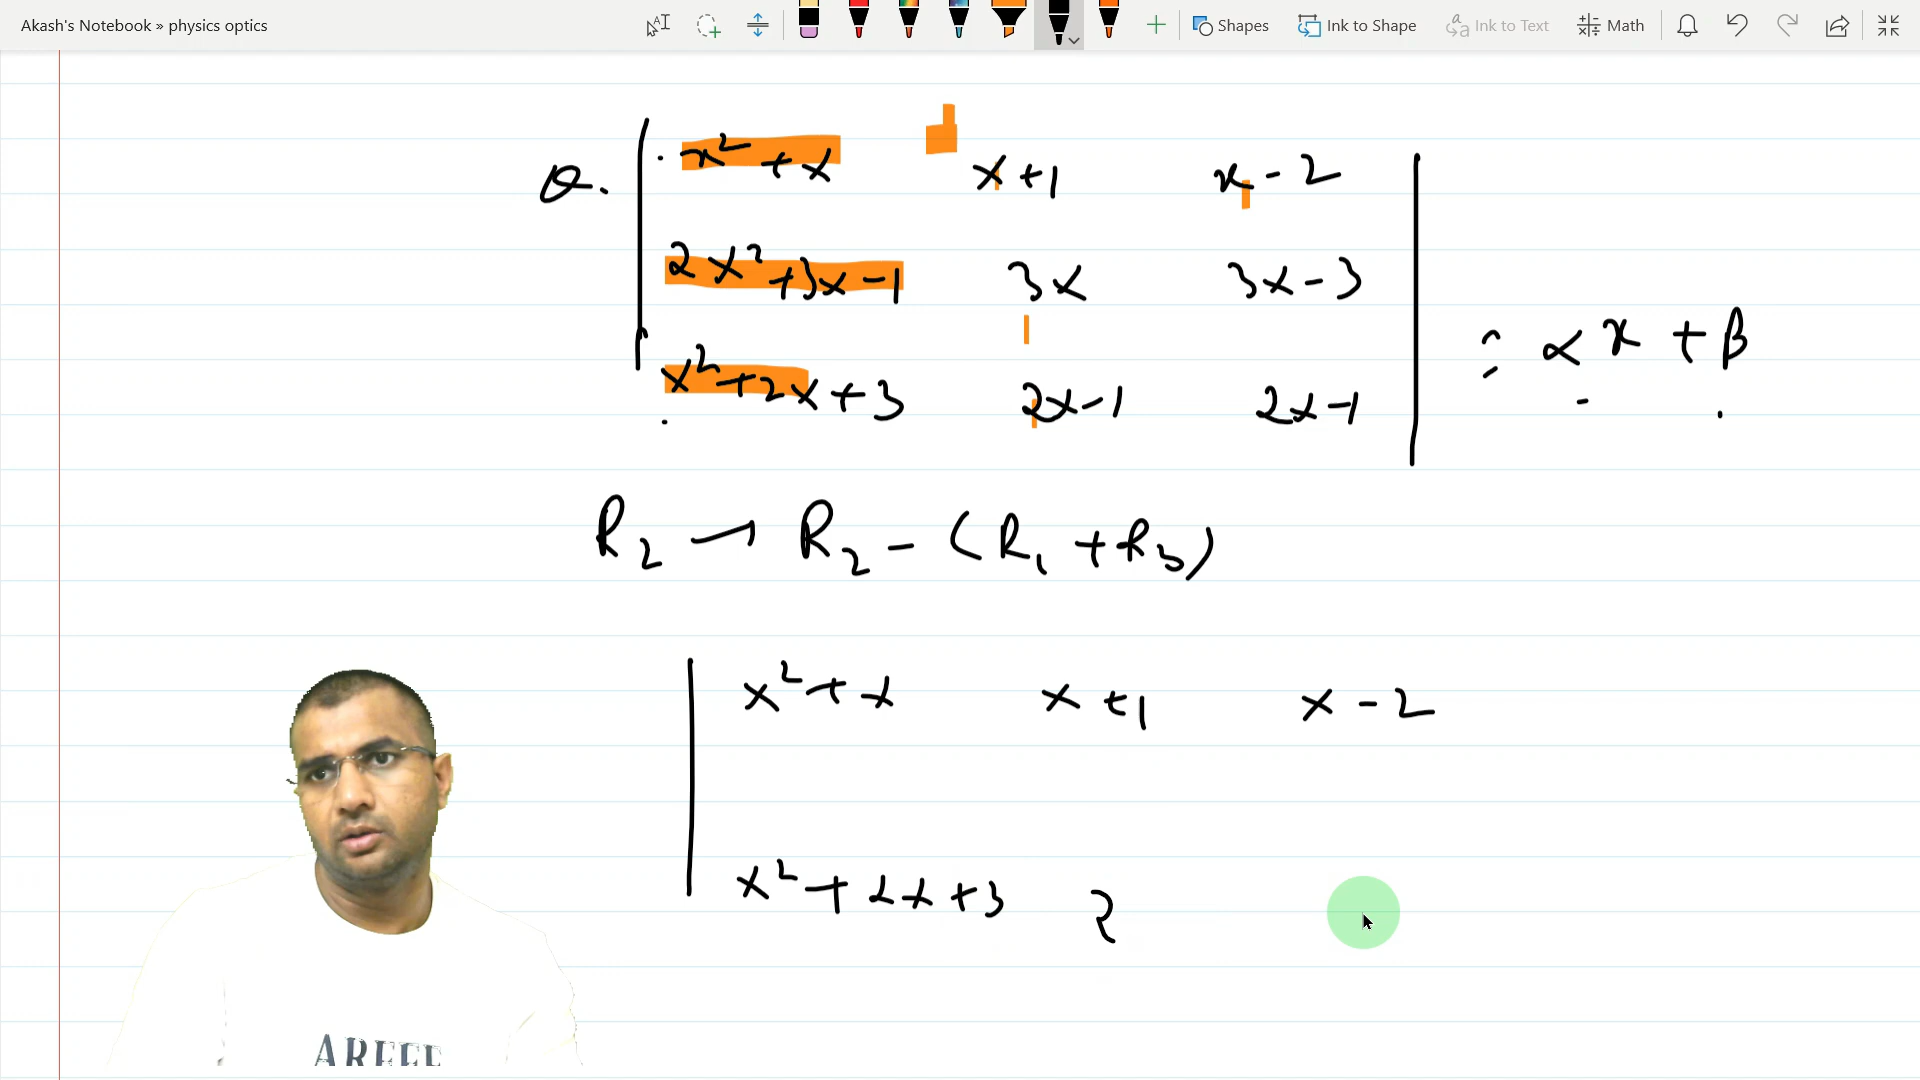 Akash's Notebook » physics optics
Shapes Ink to Shape Ink to Text Math
Q. x² + x x + 1 x - 2
2x² + 3x - 1 3x 3x - 3
= αx + β
x² + 2x + 3 2x - 1 2x - 1
R₂ → R₂ - (R₁ + R₃)
x² + x x + 1 x - 2
x² + 2x + 3 2